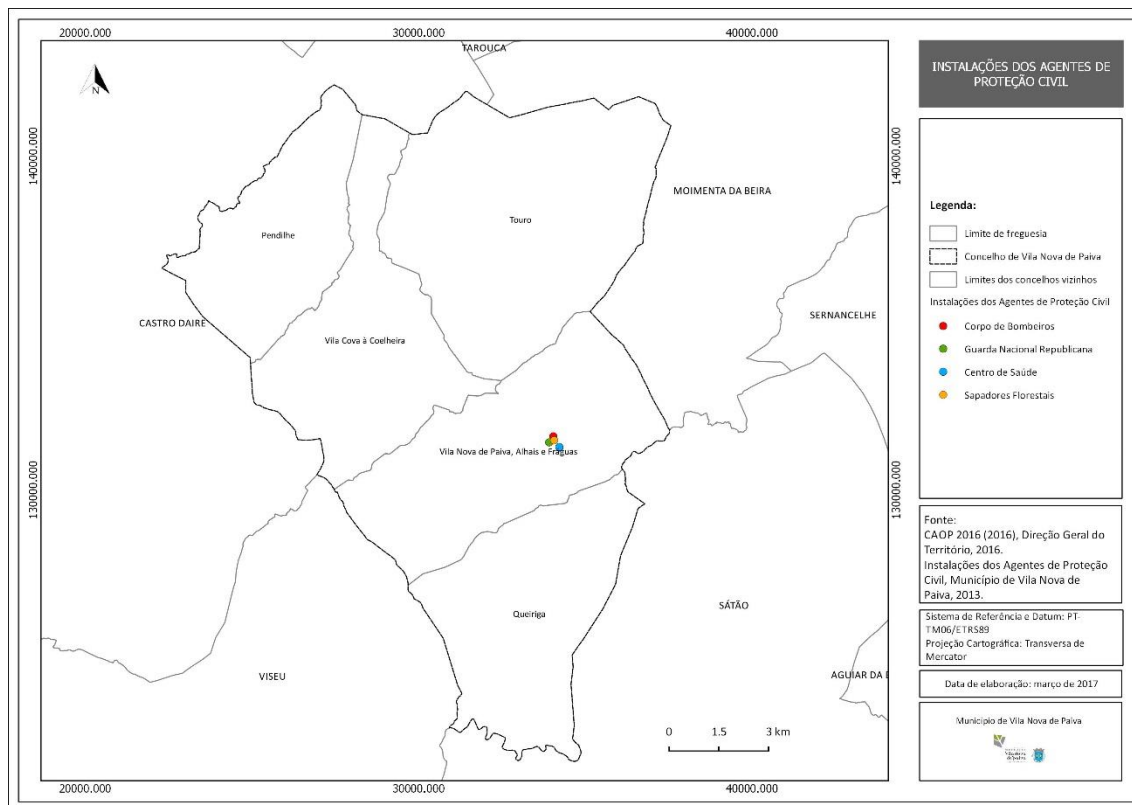 20000.000
30000.000
40000.000
TAROUCA
N
140000.000
140000.000
MOIMENTA DA BEIRA
Touro
Pendilhe
SERNANCELHE
CASTRO DAIRE
Vila Cova à Coelheira
Vila Nova de Paiva, Alhais e Fráguas
130000.000
130000.000
Queiriga
SÁTÃO
VISEU
AGUIAR DA
0
1.5
3 km
20000.000
30000.000
40000.000
INSTALAÇÕES DOS AGENTES DE
PROTEÇÃO CIVIL
Legenda:
Limite de freguesia
Concelho de Vila Nova de Paiva
Limites dos concelhos vizinhos
Instalações dos Agentes de Proteção Civil
Corpo de Bombeiros
Guarda Nacional Republicana
Centro de Saúde
Sapadores Florestais
Fonte:
CAOP 2016 (2016), Direção Geral do
Território, 2016.
Instalações dos Agentes de Proteção
Civil, Município de Vila Nova de
Paiva, 2013.
Sistema de Referência e Datum: PT-
TM06/ETRS89
Projeção Cartográfica: Transversa de
Mercator
Data de elaboração: março de 2017
Município de Vila Nova de Paiva